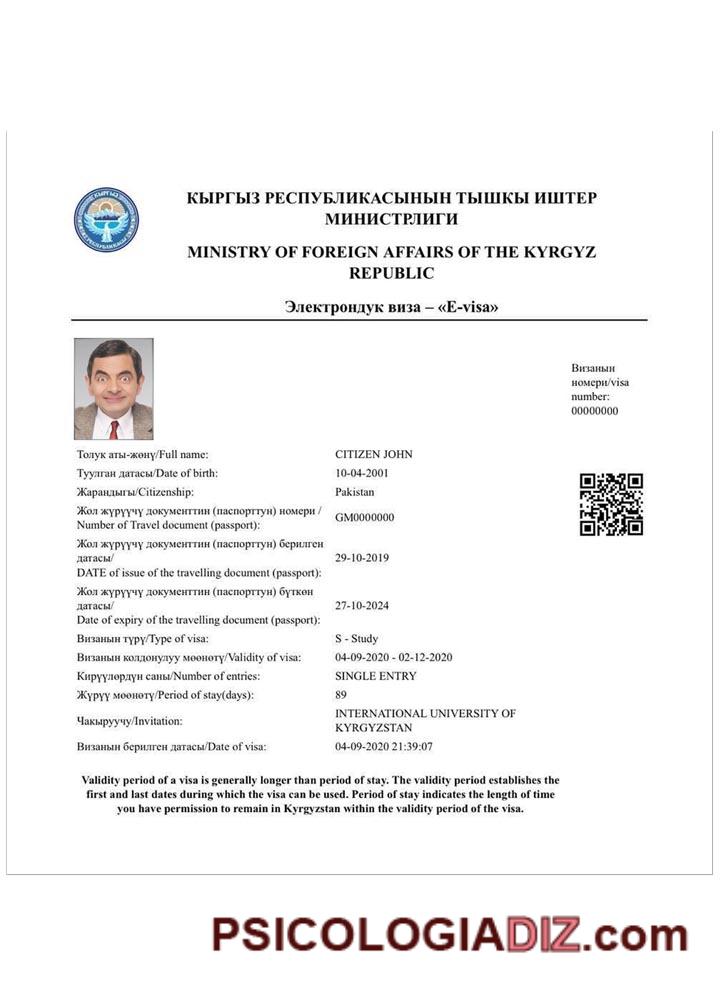 КЫРГЫЗ РЕСПУБЛИКАСЫНЫН ТЫШКЫ ИШТЕР
МИНИСТРЛИГИ
MINISTRY OF FOREIGN AFFAIRS OF THE KYRGYZ
REPUBLIC
Электрондук виза – «E-visa»
Визанын
номери/visa
number:
00000000
Толук аты-жөнү/Full name: CITIZEN JOHN
Туулган датасы/Date of birth: 10-04-2001
Жарандыгы/Citizenship: Pakistan
Жол жүрүүчү документтин (паспорттун) номери /
Number of Travel document (passport): GM0000000
Жол жүрүүчү документтин (паспорттун) берилген
датасы/
DATE of issue of the travelling document (passport): 29-10-2019
Жол жүрүүчү документтин (паспорттун) бүткөн
датасы/
Date of expiry of the travelling document (passport): 27-10-2024
Визанын түрү/Type of visa: S - Study
Визанын колдонулуу мөөнөтү/Validity of visa: 04-09-2020 - 02-12-2020
Кирүүлөрдүн саны/Number of entries: SINGLE ENTRY
Жүрүү мөөнөтү/Period of stay(days): 89
Чакыруучу/Invitation: INTERNATIONAL UNIVERSITY OF
KYRGYZSTAN
Визанын берилген датасы/Date of visa: 04-09-2020 21:39:07
Validity period of a visa is generally longer than period of stay. The validity period establishes the
first and last dates during which the visa can be used. Period of stay indicates the length of time
you have permission to remain in Kyrgyzstan within the validity period of the visa.
PSICOLOGIADIZ.com